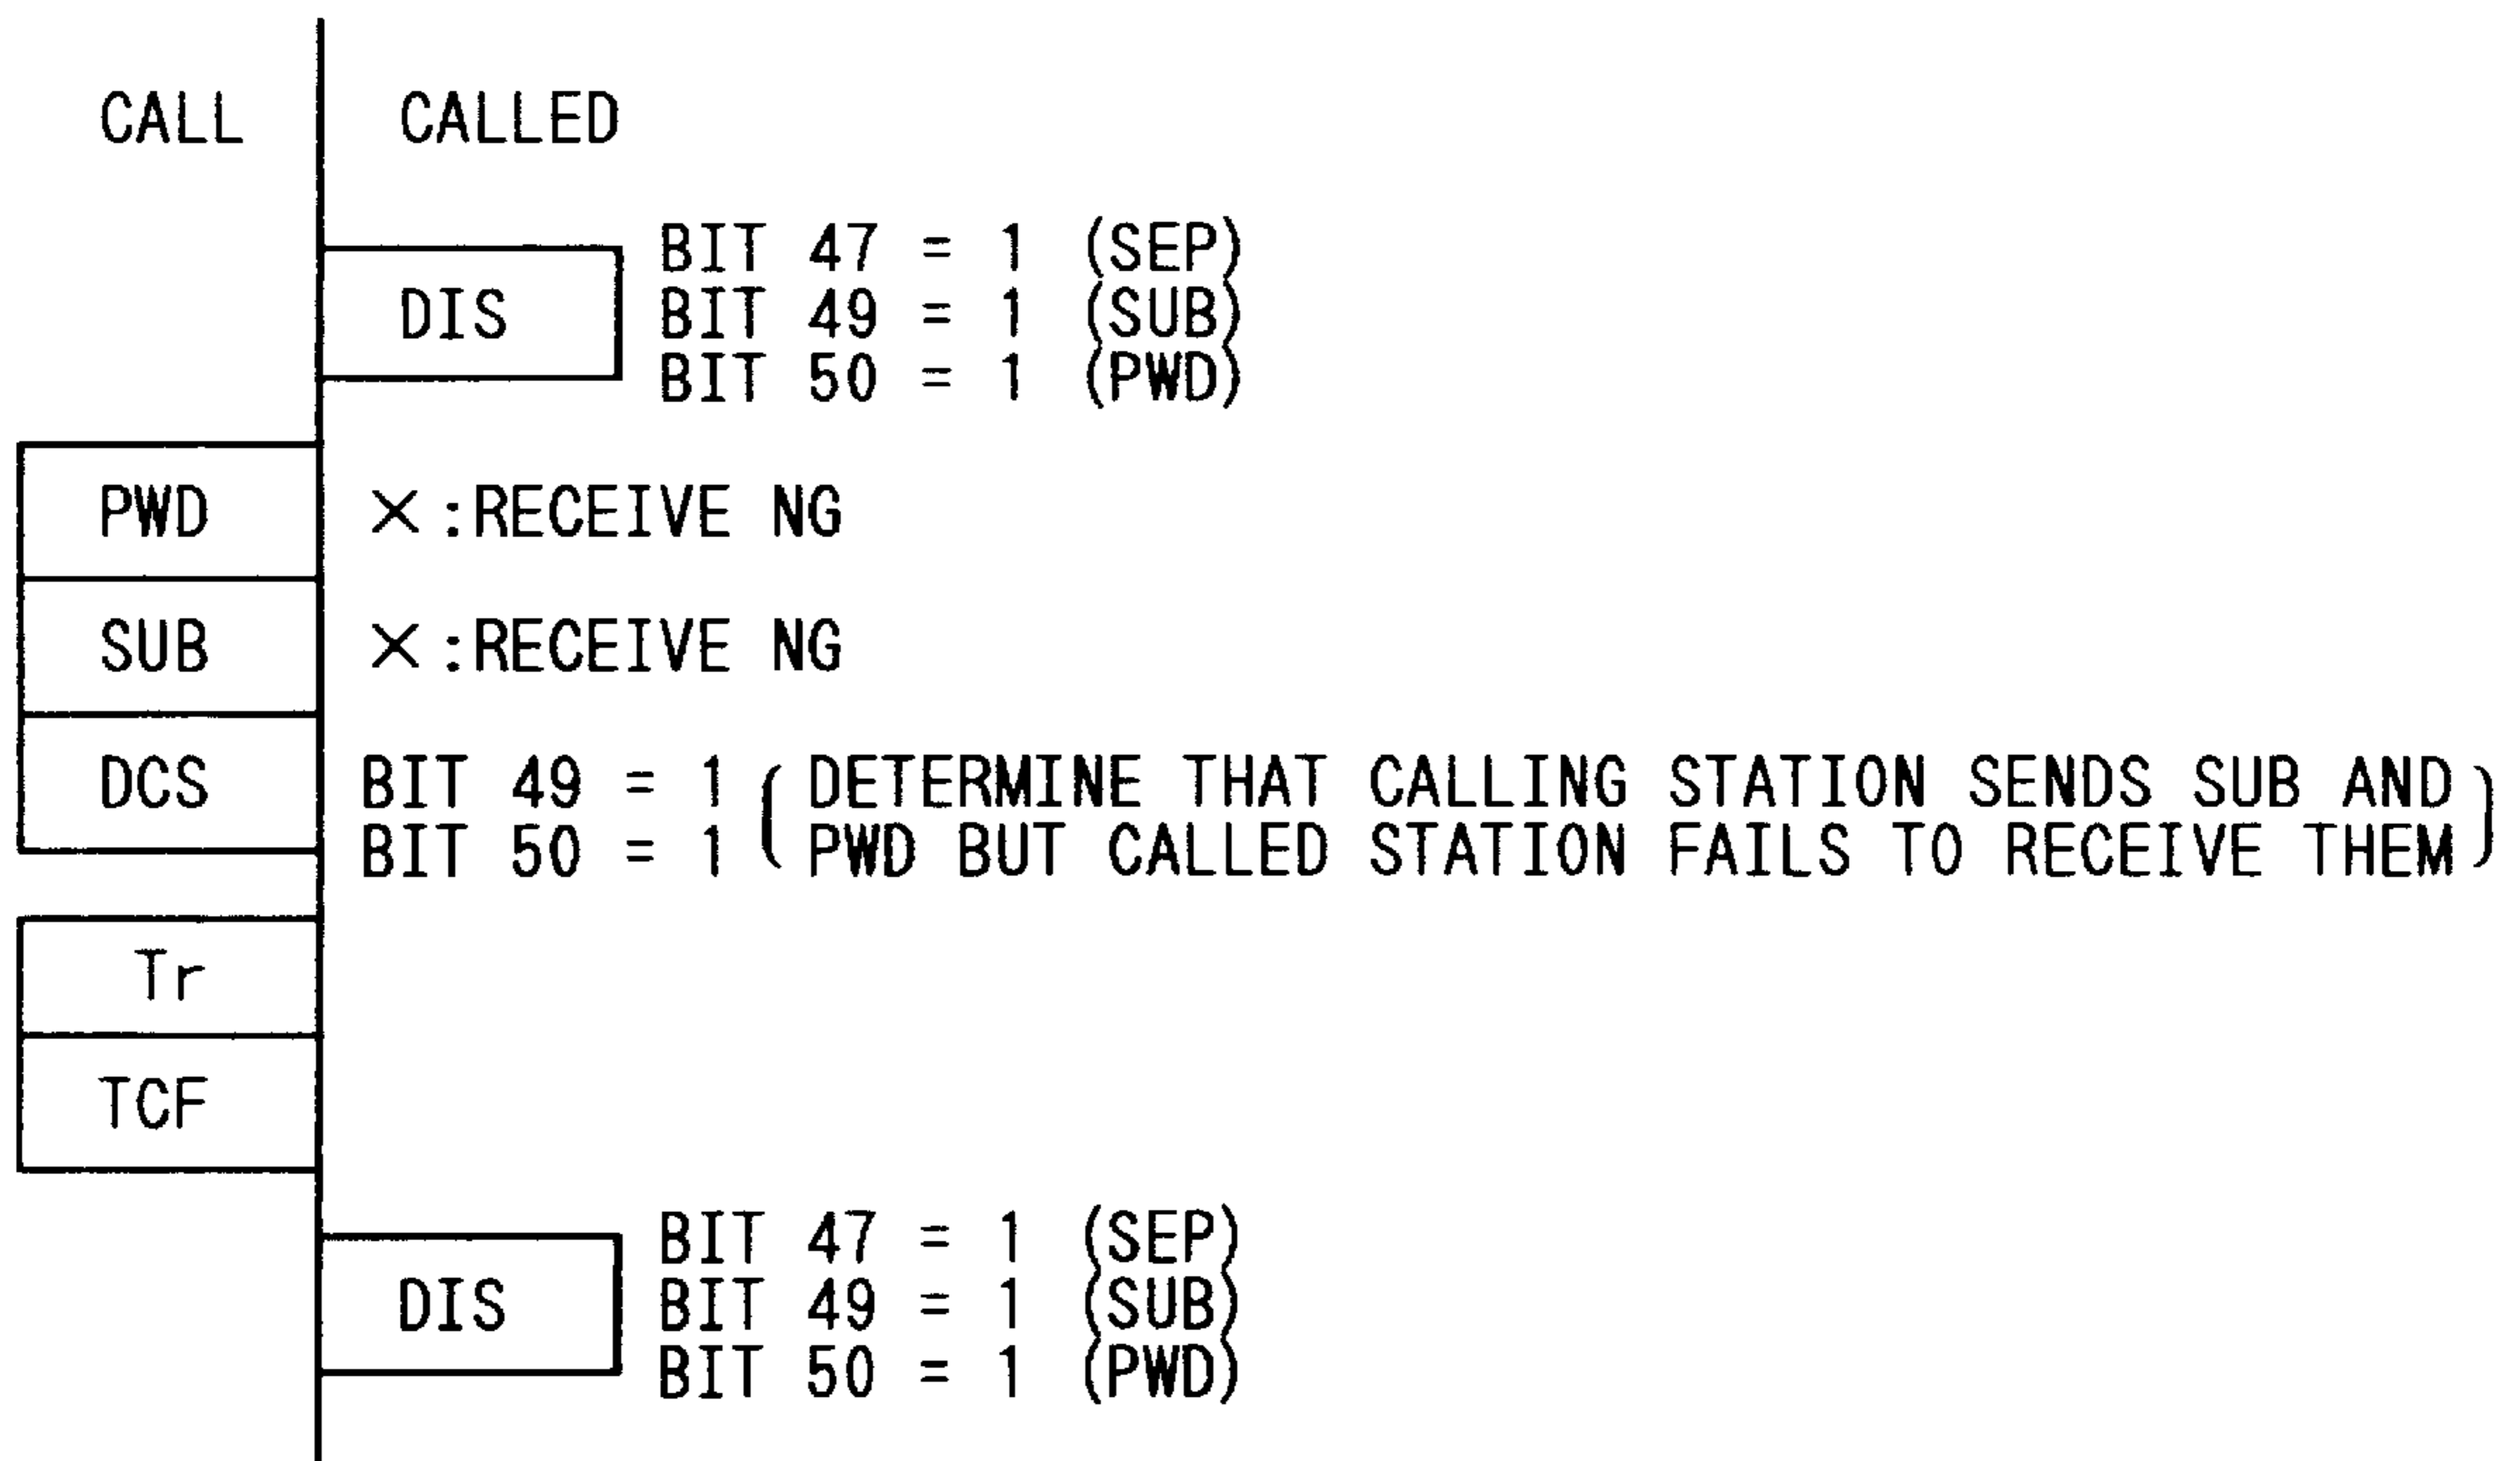 CALL CALLED
BIT 47 = 1 (SEP)
DIS BIT 49 = 1 (SUB)
BIT 50 = 1 (PWD)
PWD ×:RECEIVE NG
SUB ×:RECEIVE NG
DCS BIT 49 = 1 (DETERMINE THAT CALLING STATION SENDS SUB AND
BIT 50 = 1 PWD BUT CALLED STATION FAILS TO RECEIVE THEM)
Tr
TCF
BIT 47 = 1 (SEP)
DIS BIT 49 = 1 (SUB)
BIT 50 = 1 (PWD)